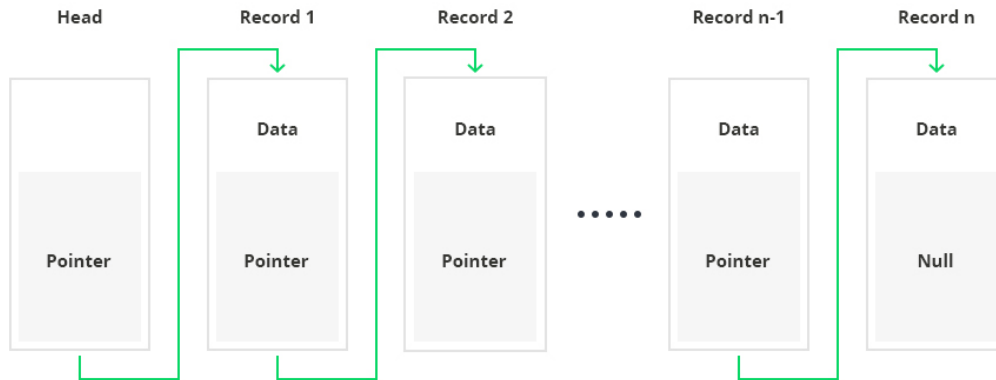 Head
Record 1
Record 2
Record n-1
Record n
Data
Data
Data
Data
Pointer
Pointer
Pointer
Pointer
Null